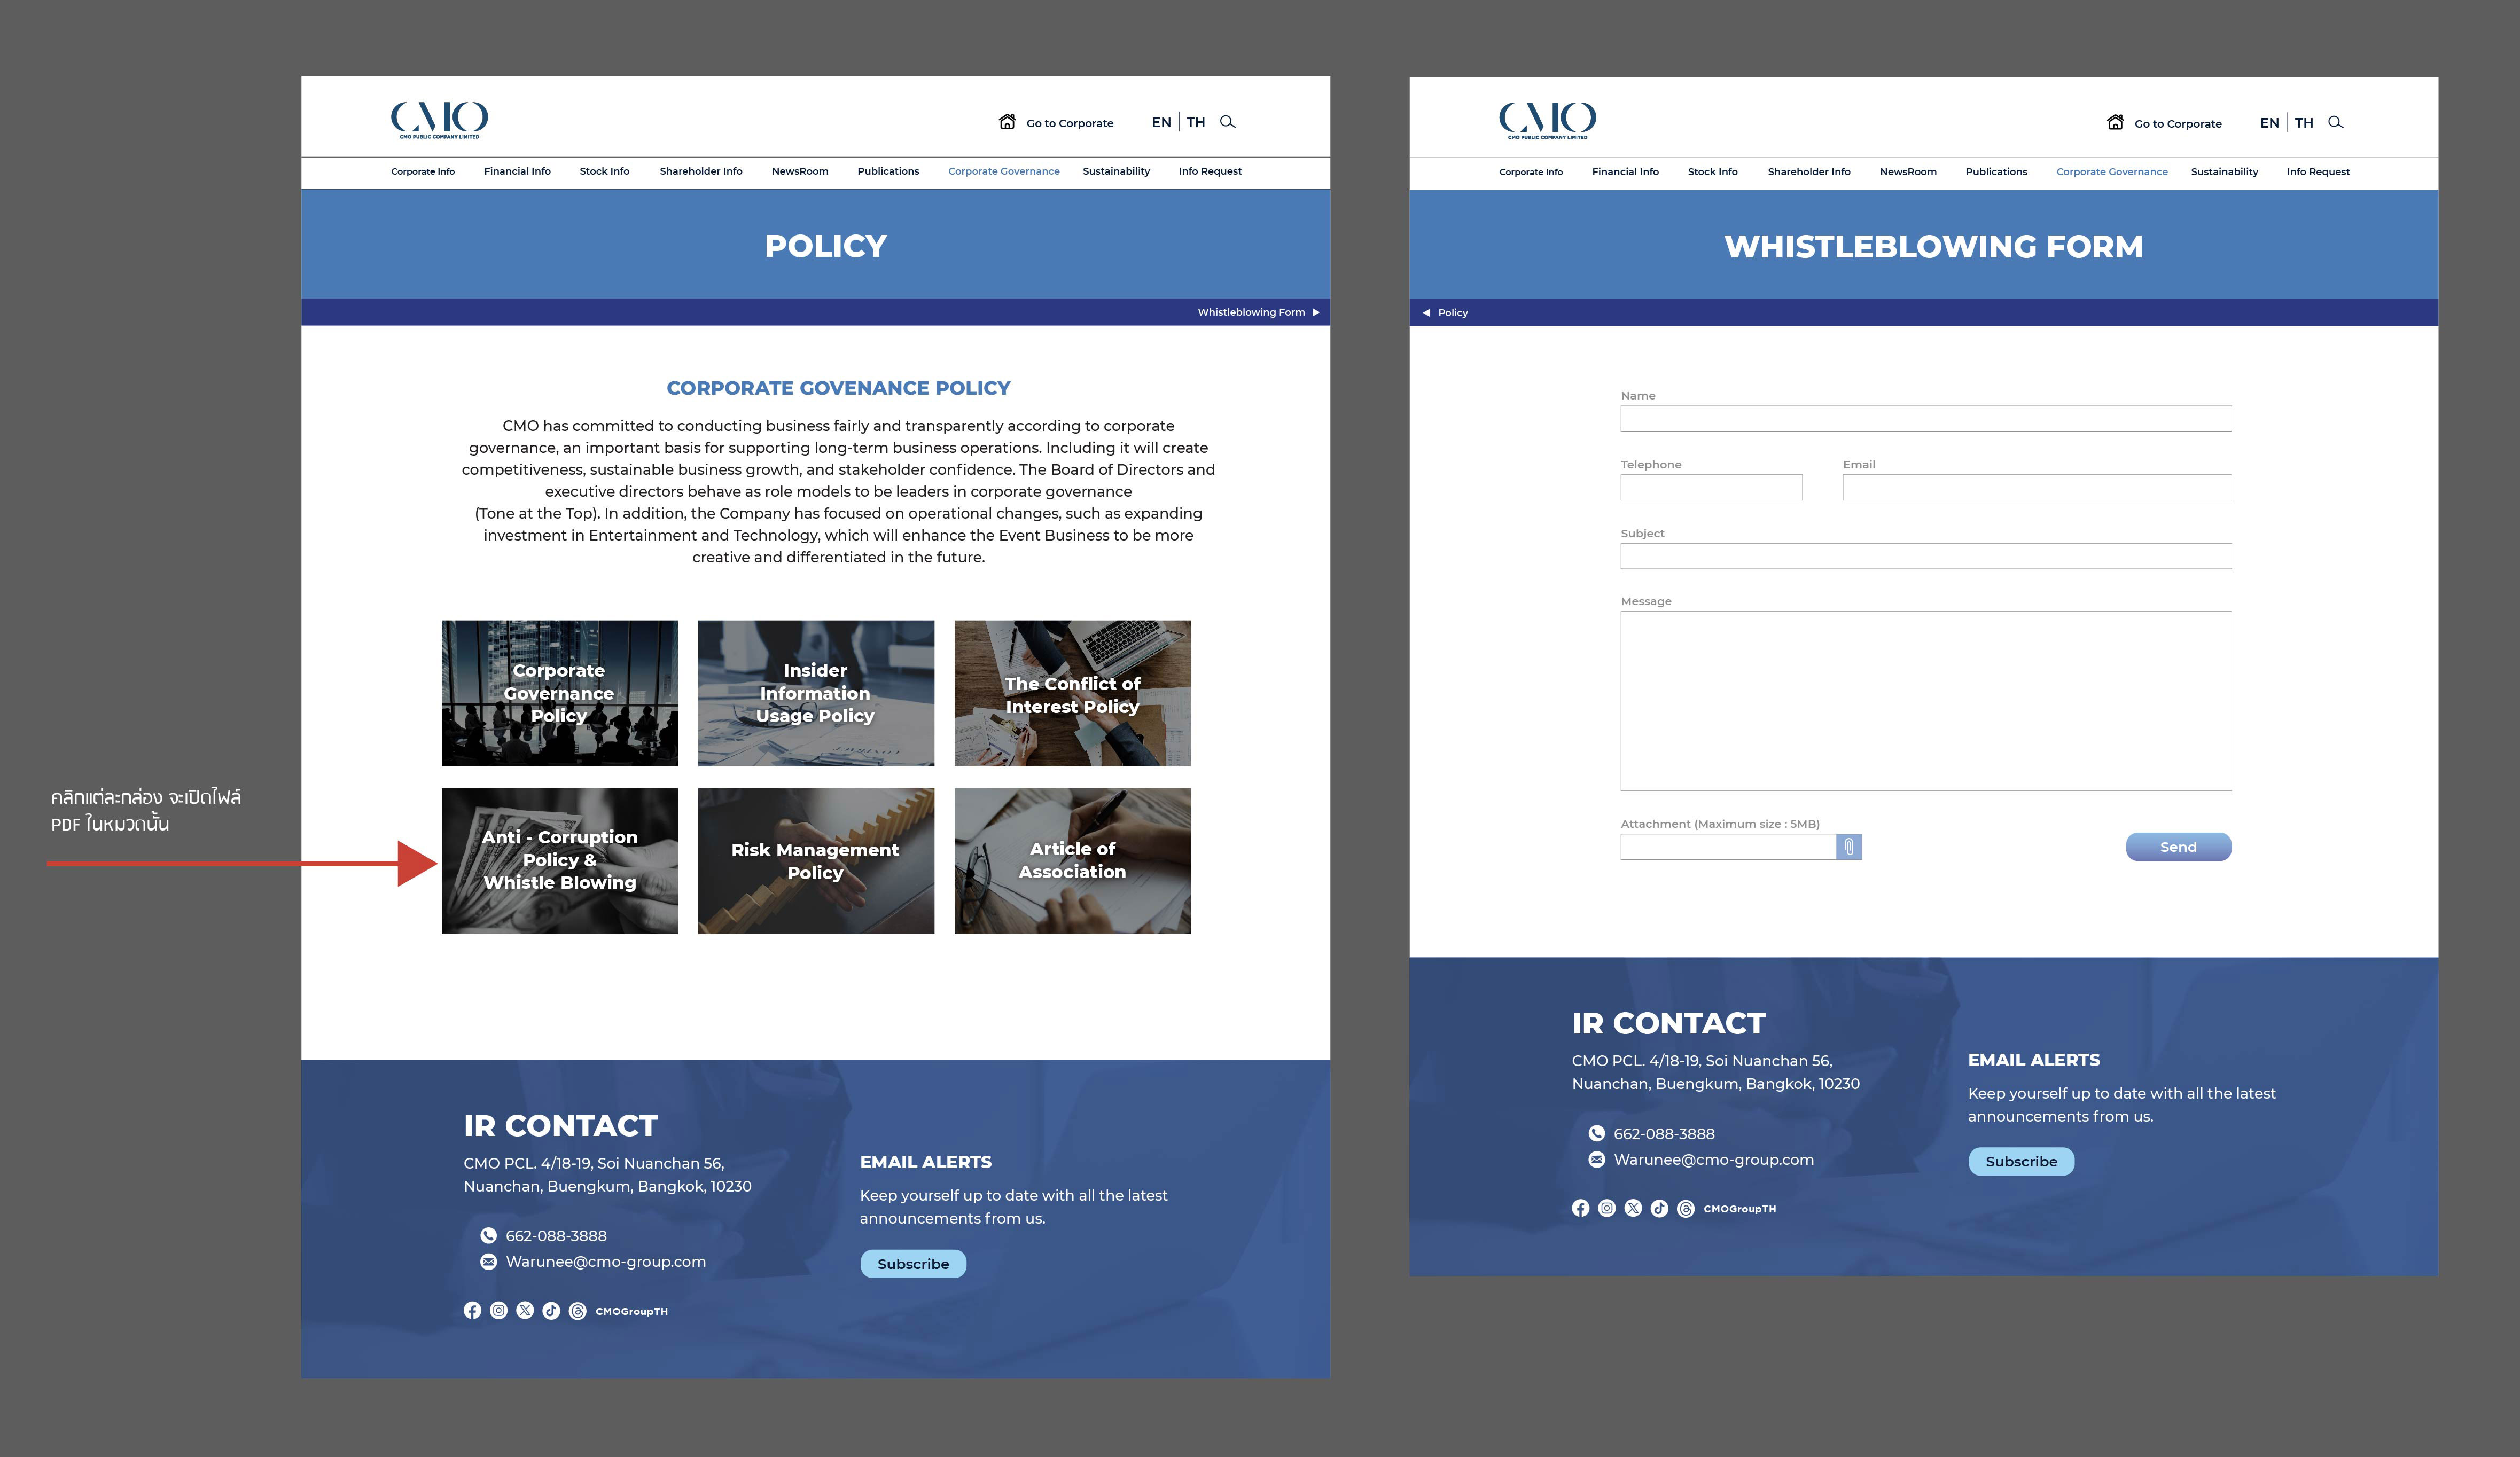 คลิกแต่ละกล่อง จะเปิดไฟล์
PDF ในหมวดนั้น
CMO
CMO PUBLIC COMPANY LIMITED
Go to Corporate
EN | TH
Corporate Info
Financial Info
Stock Info
Shareholder Info
NewsRoom
Publications
Corporate Governance
Sustainability
Info Request
POLICY
Whistleblowing Form
CORPORATE GOVENANCE POLICY
CMO has committed to conducting business fairly and transparently according to corporate
governance, an important basis for supporting long-term business operations. Including it will create
competitiveness, sustainable business growth, and stakeholder confidence. The Board of Directors and
executive directors behave as role models to be leaders in corporate governance
(Tone at the Top). In addition, the Company has focused on operational changes, such as expanding
investment in Entertainment and Technology, which will enhance the Event Business to be more
creative and differentiated in the future.
Corporate
Governance
Policy
Insider
Information
Usage Policy
The Conflict of
Interest Policy
Anti - Corruption
Policy &
Whistle Blowing
Risk Management
Policy
Article of
Association
IR CONTACT
CMO PCL. 4/18-19, Soi Nuanchan 56,
Nuanchan, Buengkum, Bangkok, 10230
662-088-3888
Warunee@cmo-group.com
CMOGroupTH
EMAIL ALERTS
Keep yourself up to date with all the latest
announcements from us.
Subscribe
CMO
CMO PUBLIC COMPANY LIMITED
Go to Corporate
EN | TH
Corporate Info
Financial Info
Stock Info
Shareholder Info
NewsRoom
Publications
Corporate Governance
Sustainability
Info Request
WHISTLEBLOWING FORM
Policy
Name
Telephone
Email
Subject
Message
Attachment (Maximum size : 5MB)
Send
IR CONTACT
CMO PCL. 4/18-19, Soi Nuanchan 56,
Nuanchan, Buengkum, Bangkok, 10230
662-088-3888
Warunee@cmo-group.com
CMOGroupTH
EMAIL ALERTS
Keep yourself up to date with all the latest
announcements from us.
Subscribe